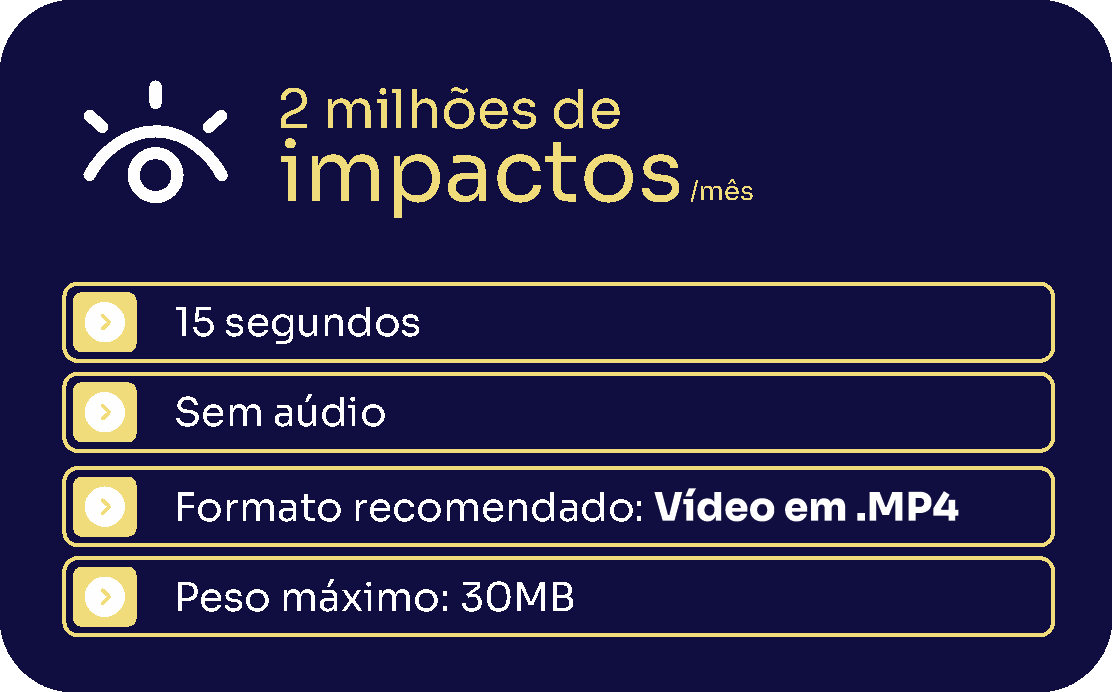 2 milhões de
impactos /mês
15 segundos
Sem aúdio
Formato recomendado: Vídeo em .MP4
Peso máximo: 30MB